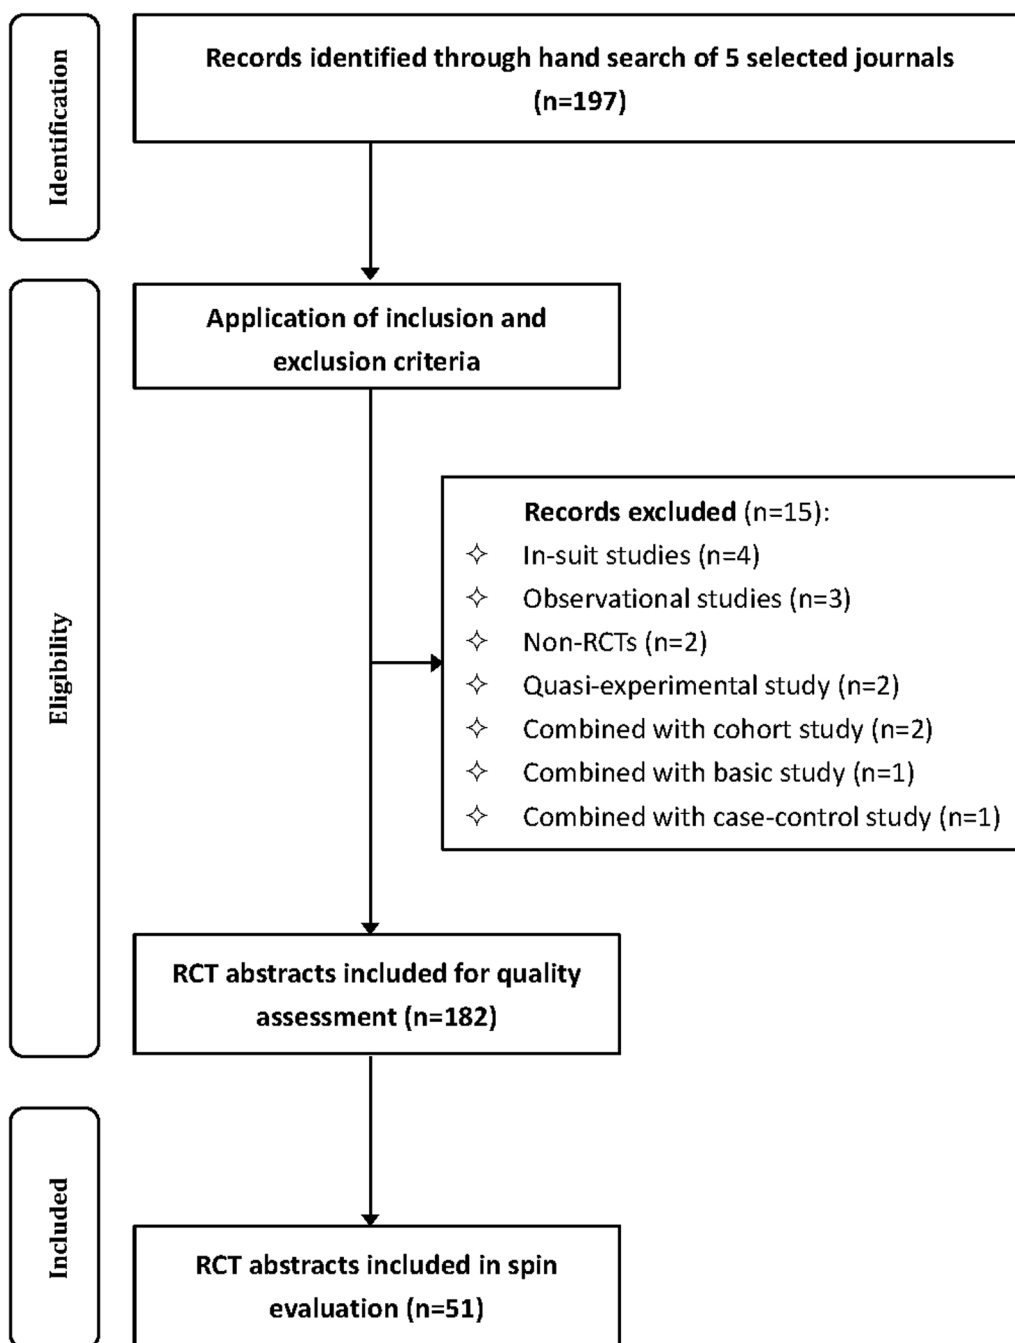 Identification
Records identified through hand search of 5 selected journals
(n=197)
Eligibility
Application of inclusion and
exclusion criteria
Records excluded (n=15):
✧ In-suit studies (n=4)
✧ Observational studies (n=3)
✧ Non-RCTs (n=2)
✧ Quasi-experimental study (n=2)
✧ Combined with cohort study (n=2)
✧ Combined with basic study (n=1)
✧ Combined with case-control study (n=1)
RCT abstracts included for quality
assessment (n=182)
Included
RCT abstracts included in spin
evaluation (n=51)